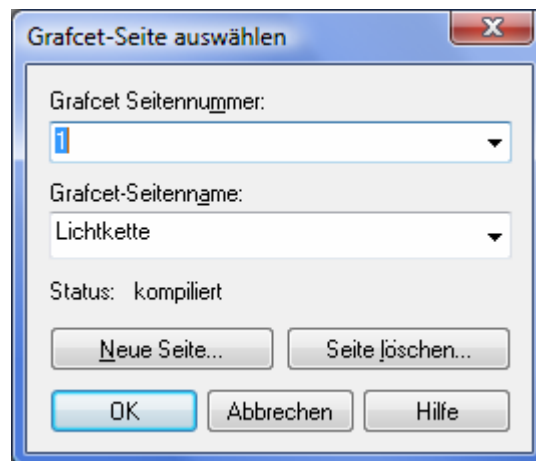 Grafcet-Seite auswählen
Grafcet Seitennummer:
1
Grafcet-Seitenname:
Lichtkette
Status: kompiliert
Neue Seite... Seite löschen...
OK Abbrechen Hilfe